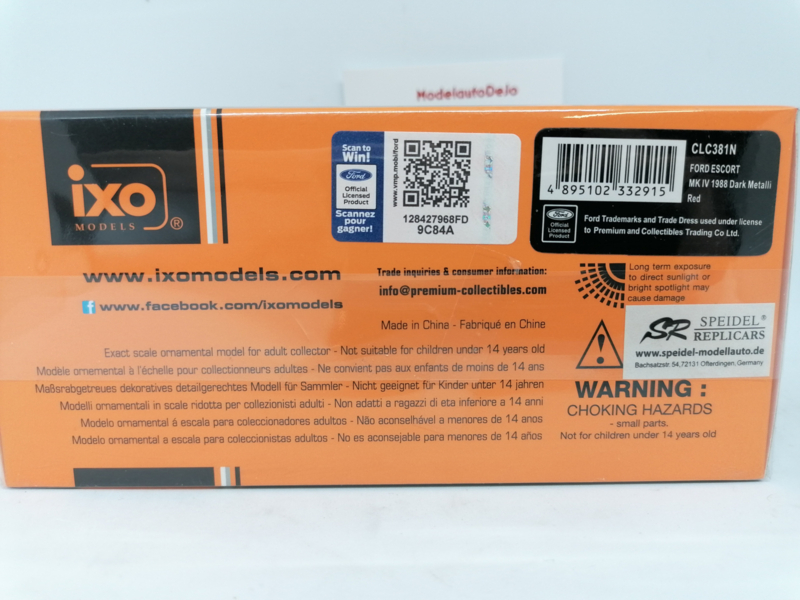 ModelautoDeJo
ixo
MODELS
®
Scan to
Win!
Ford
Official
Licensed
Product
Scannez
pour
gagner!
www.xmp.mobi/ford
128427968FD
9C84A
4 895102 332915
CLC381N
FORD ESCORT
MK IV 1988 Dark Metalli
Red
Ford
Official
Licensed
Product
Ford Trademarks and Trade Dress used under license
to Premium and Collectibles Trading Co Ltd.
www.ixomodels.com
f www.facebook.com/ixomodels
Trade inquiries & consumer information:
info@premium-collectibles.com
Made in China - Fabriqué en Chine
Long term exposure
to direct sunlight or
bright spotlight may
cause damage
SR SPEIDEL®
REPLICARS
www.speidel-modellauto.de
Bachsatzstr. 54,72131 Ofterdingen, Germany
Exact scale ornamental model for adult collector - Not suitable for children undar 14 years old
Modèle ornemental à l'échelle pour collectionneurs adultes - Ne convient pas aux enfants de moins de 14 ans
Maßsrabgetreues dekoratives detailgerechtes Modell für Sammler - Nicht geeignet für Kinder unter 14 jahren
Modelli ornamentali in scale ridotta per collezionisti adulti - Non adatti a ragazzi di eta inferiore a 14 anni
Modelo ornamental á escala para coleccionadores adultos - Não aconselhável a menores de 14 anos
Modelo ornamental a escala para coleccionistas adultos - No es aconsejable para menores de 14 años
WARNING :
CHOKING HAZARDS
- small parts.
Not for children under 14 years old